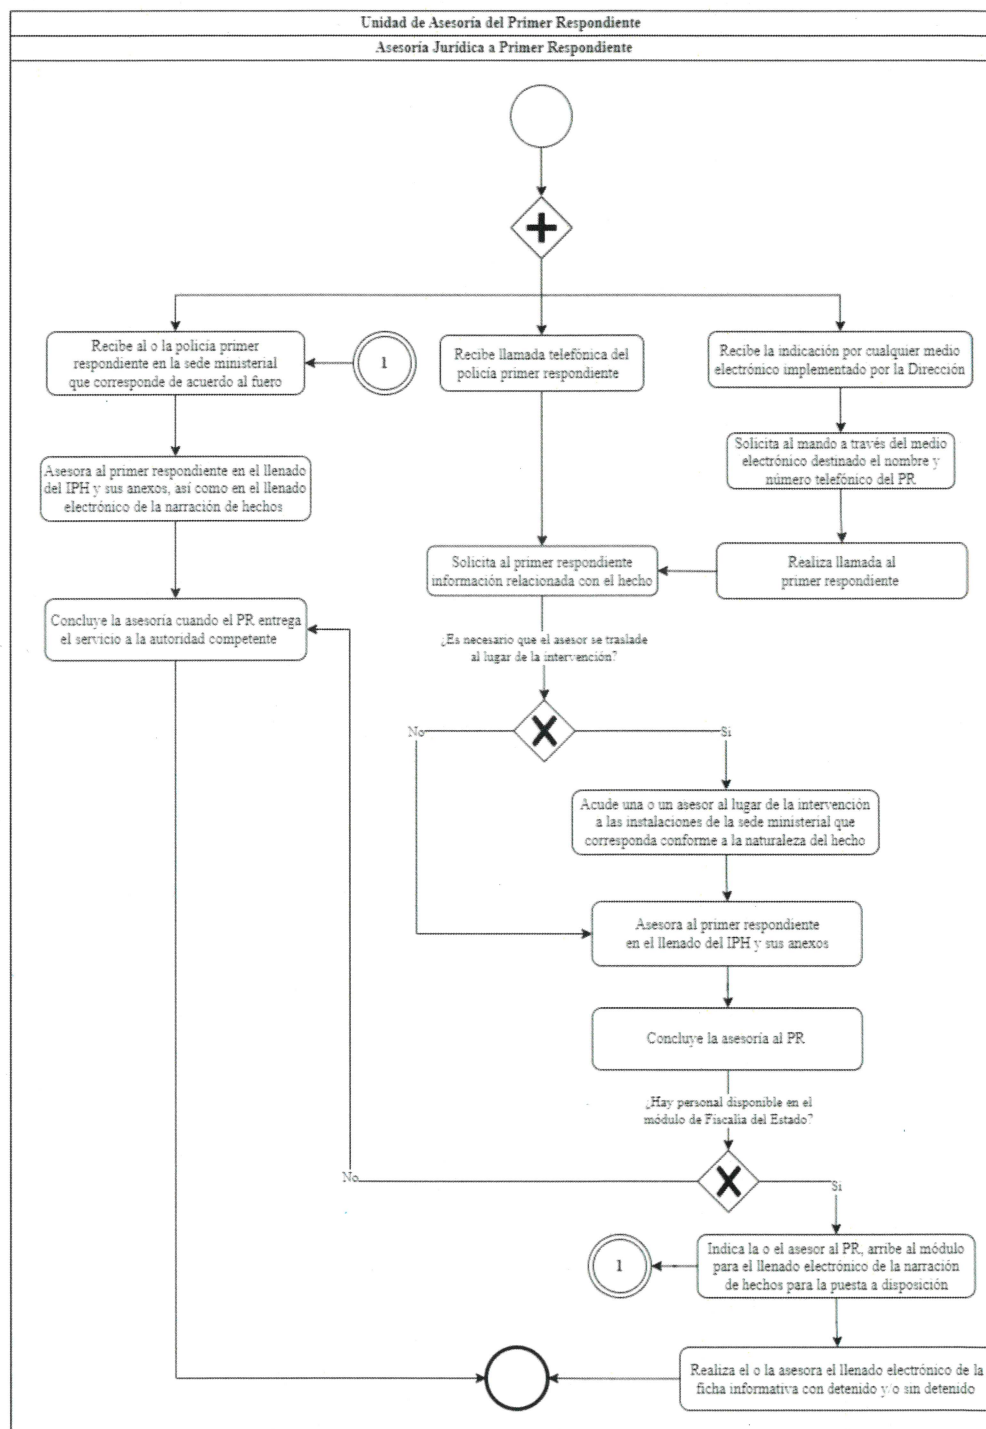 Unidad de Asesoría del Primer Respondiente
Asesoría Jurídica a Primer Respondiente
Recibe al o la policía primer
respondiente en la sede ministerial
que corresponde de acuerdo al fuero
1
Recibe llamada telefónica del
policía primer respondiente
Recibe la indicación por cualquier medio
electrónico implementado por la Dirección
Solicita al mando a través del medio
electrónico destinado el nombre y
número telefónico del PR
Asesora al primer respondiente en el llenado
del IPH y sus anexos, así como en el llenado
electrónico de la narración de hechos
Solicita al primer respondiente
información relacionada con el hecho
Realiza llamada al
primer respondiente
Concluye la asesoría cuando el PR entrega
el servicio a la autoridad competente
¿Es necesario que el asesor se traslade
al lugar de la intervención?
No
Si
Acude una o un asesor al lugar de la intervención
a las instalaciones de la sede ministerial que
corresponda conforme a la naturaleza del hecho
Asesora al primer respondiente
en el llenado del IPH y sus anexos
Concluye la asesoría al PR
¿Hay personal disponible en el
módulo de Fiscalía del Estado?
No
Si
Indica la o el asesor al PR, arribe al módulo
para el llenado electrónico de la narración
de hechos para la puesta a disposición
1
Realiza el o la asesora el llenado electrónico de la
ficha informativa con detenido y/o sin detenido